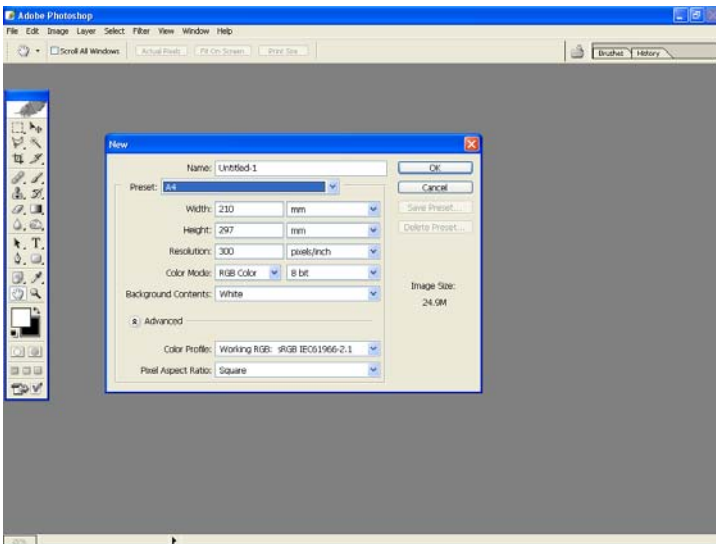 Adobe Photoshop
File Edit Image Layer Select Filter View Window Help
Scroll All Windows Actual Pixels Fit On Screen Print Size Brushes History
New
Name: Untitled-1 OK
Preset: A4 Cancel
Width: 210 mm Save Preset...
Height: 297 mm Delete Preset...
Resolution: 300 pixels/inch
Color Mode: RGB Color 8 bit
Image Size:
Background Contents: White
24.9M
Advanced
Color Profile: Working RGB: sRGB IEC61966-2.1
Pixel Aspect Ratio: Square